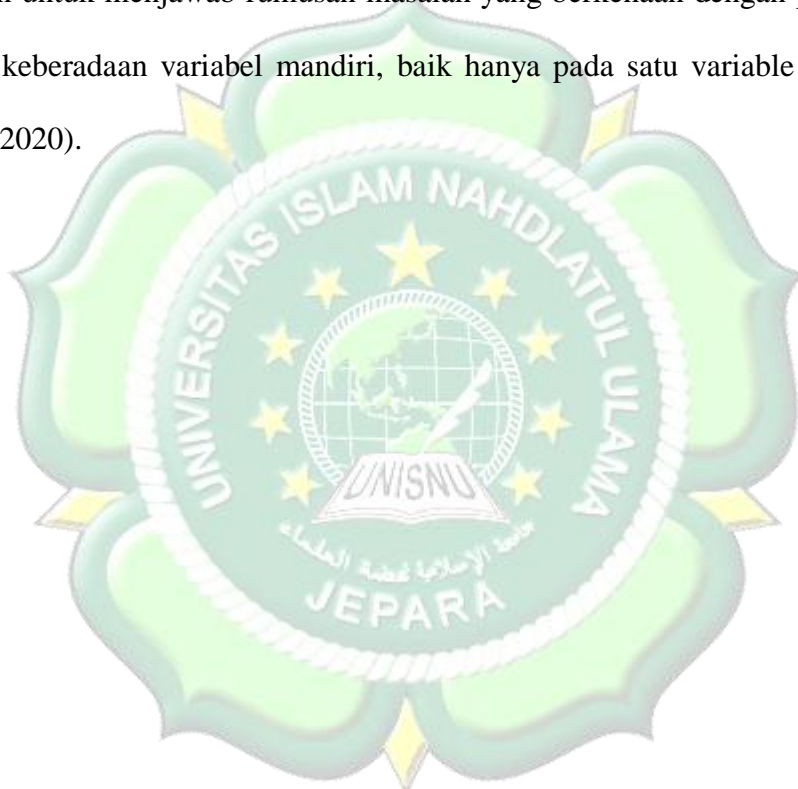 untuk menjawab rumusan masalah yang berkenaan dengan
keberadaan variabel mandiri, baik hanya pada satu variable
2020).
UNIVERSITAS ISLAM NAHDLATUL ULAMA
UNISNU
JEPARA